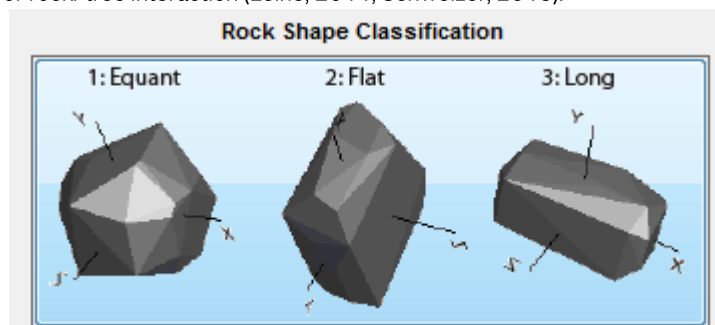 Rock Shape Classification
1: Equant 2: Flat 3: Long
Y Y
X
X